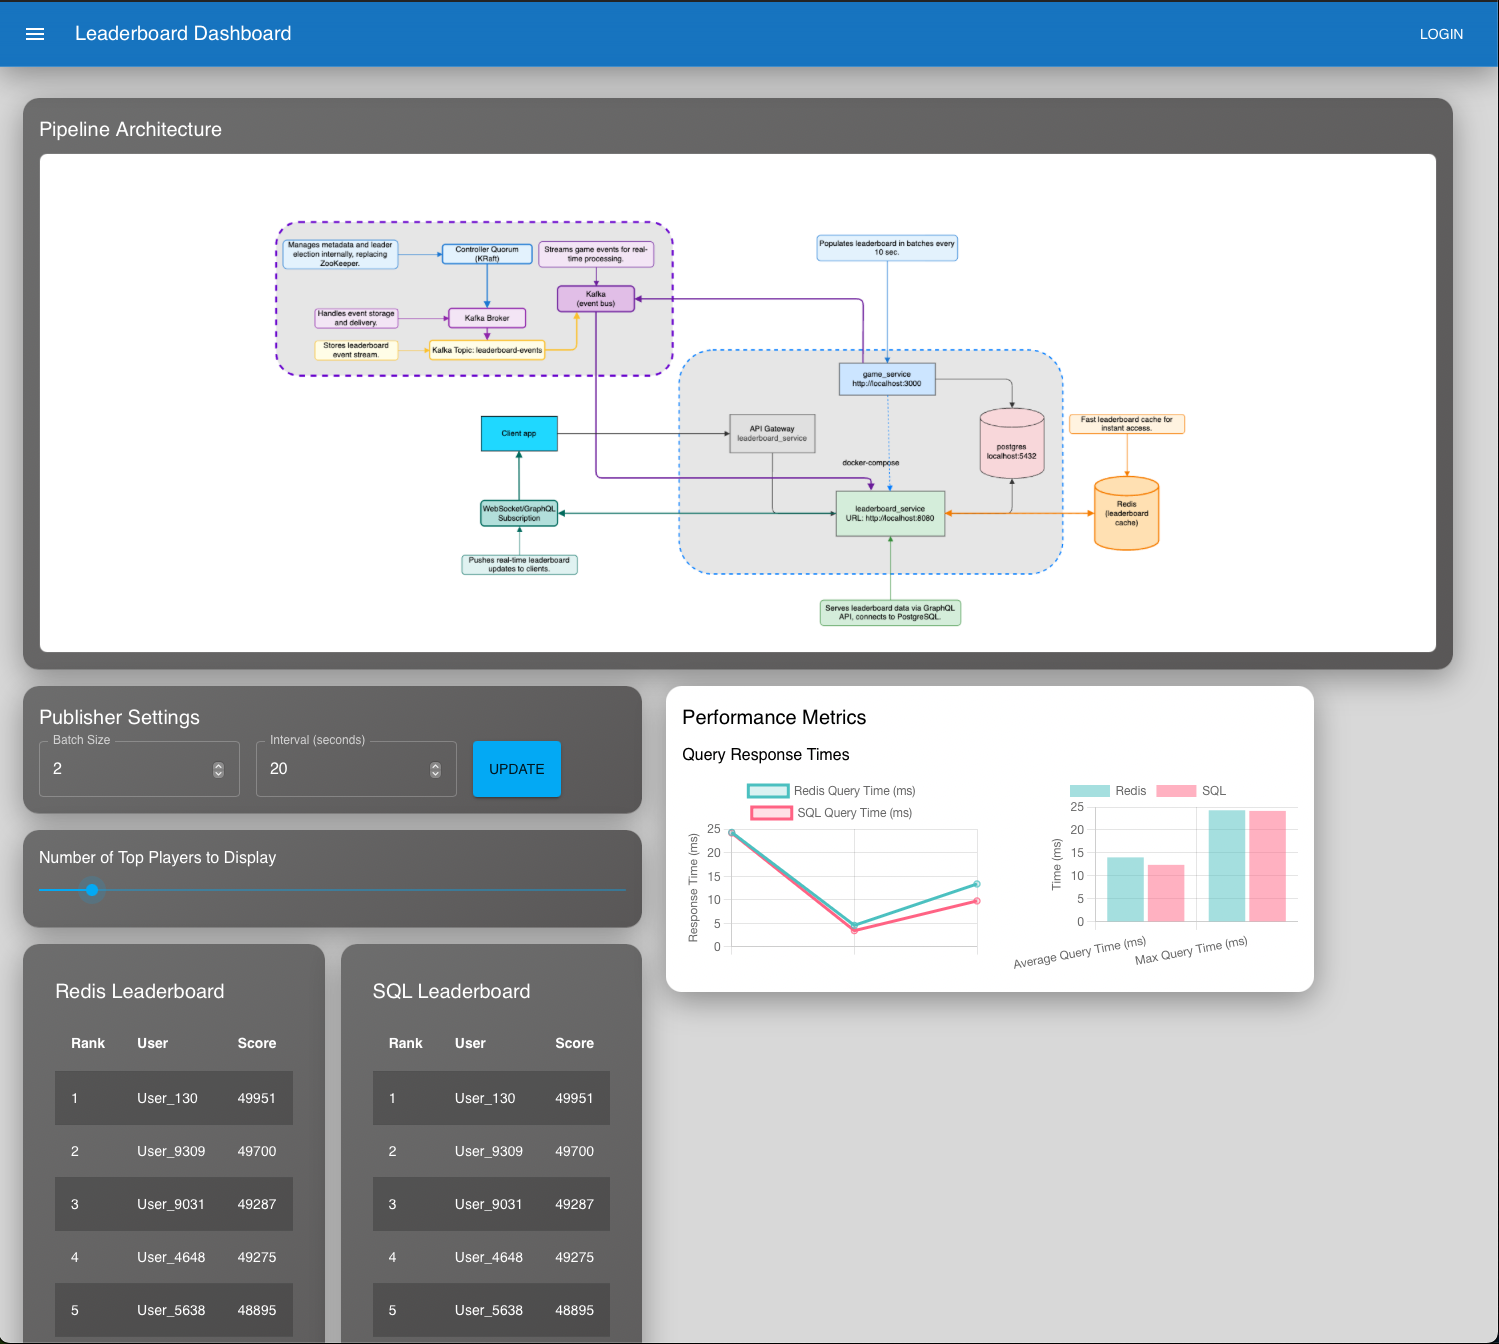 Leaderboard Dashboard
LOGIN
Pipeline Architecture
Manages metadata and leader
election internally, replacing
ZooKeeper.
Controller Quorum
(KRaft)
Streams game events for real-
time processing.
Kafka
(event bus)
Handles event storage
and delivery.
Kafka Broker
Stores leaderboard
event stream.
Kafka Topic: leaderboard-events
Populates leaderboard in batches every
10 sec.
game_service
http://localhost:3000
Client app
API Gateway
leaderboard_service
postgres
localhost:5432
Fast leaderboard cache for
instant access.
docker-compose
WebSocket/GraphQL
Subscription
leaderboard_service
URL: http://localhost:8080
Redis
(leaderboard
cache)
Pushes real-time leaderboard
updates to clients.
Serves leaderboard data via GraphQL
API, connects to PostgreSQL.
Publisher Settings
Batch Size
2
Interval (seconds)
20
UPDATE
Number of Top Players to Display
Performance Metrics
Query Response Times
Redis Query Time (ms)
SQL Query Time (ms)
Response Time (ms)
25
20
15
10
5
0
Redis
SQL
Time (ms)
25
20
15
10
5
0
Average Query Time (ms)
Max Query Time (ms)
Redis Leaderboard
Rank User Score
1 User_130 49951
2 User_9309 49700
3 User_9031 49287
4 User_4648 49275
5 User_5638 48895
SQL Leaderboard
Rank User Score
1 User_130 49951
2 User_9309 49700
3 User_9031 49287
4 User_4648 49275
5 User_5638 48895